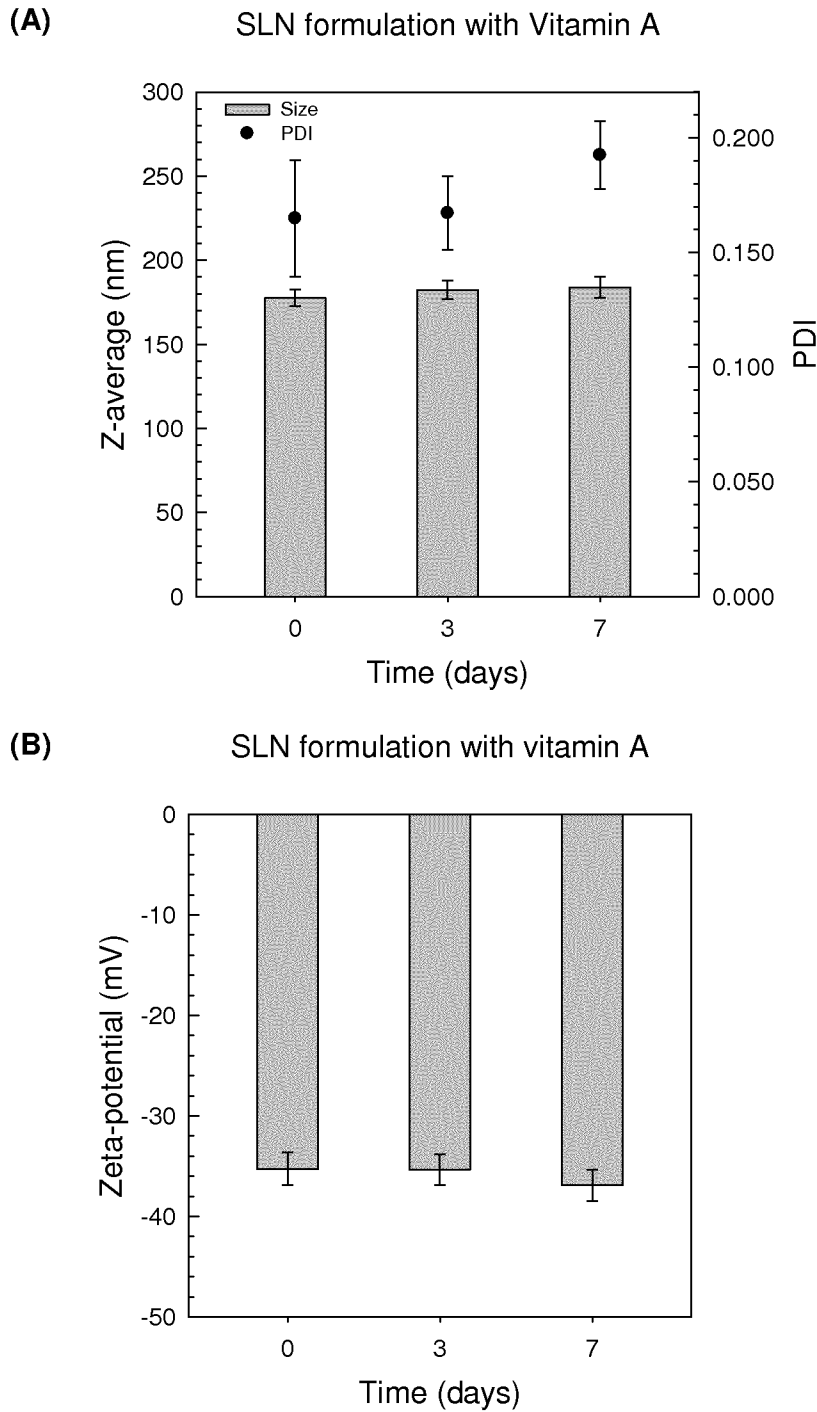 (A)
SLN formulation with Vitamin A
Size
PDI
300
250
200
150
100
50
0
Z-average (nm)
0.200
0.150
0.100
0.050
0.000
PDI
0 3 7
Time (days)
(B)
SLN formulation with vitamin A
0
-10
-20
-30
-40
-50
Zeta-potential (mV)
0 3 7
Time (days)